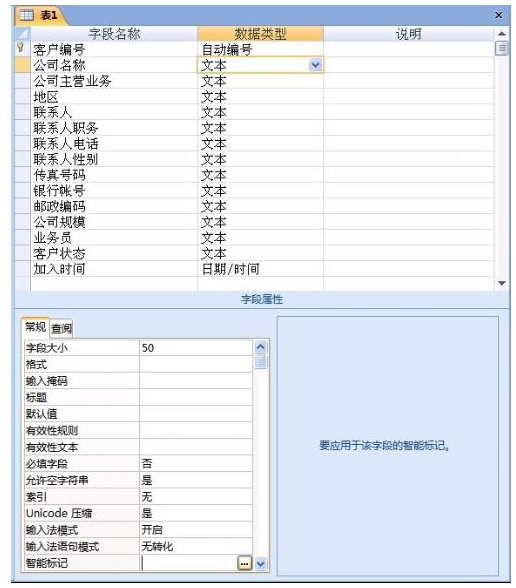 表1
字段名称 数据类型 说明
客户编号 自动编号
公司名称 文本
公司主营业务 文本
地区 文本
联系人 文本
联系人职务 文本
联系人电话 文本
联系人性别 文本
传真号码 文本
银行帐号 文本
邮政编码 文本
公司规模 文本
业务员 文本
客户状态 文本
加入时间 日期/时间
字段属性
常规 查阅
字段大小 50
格式
输入掩码
标题
默认值
有效性规则
有效性文本
必填字段 否
允许空字符串 是
索引 无
Unicode 压缩 是
输入法模式 开启
输入法语句模式 无转化
智能标记
要应用于该字段的智能标记。